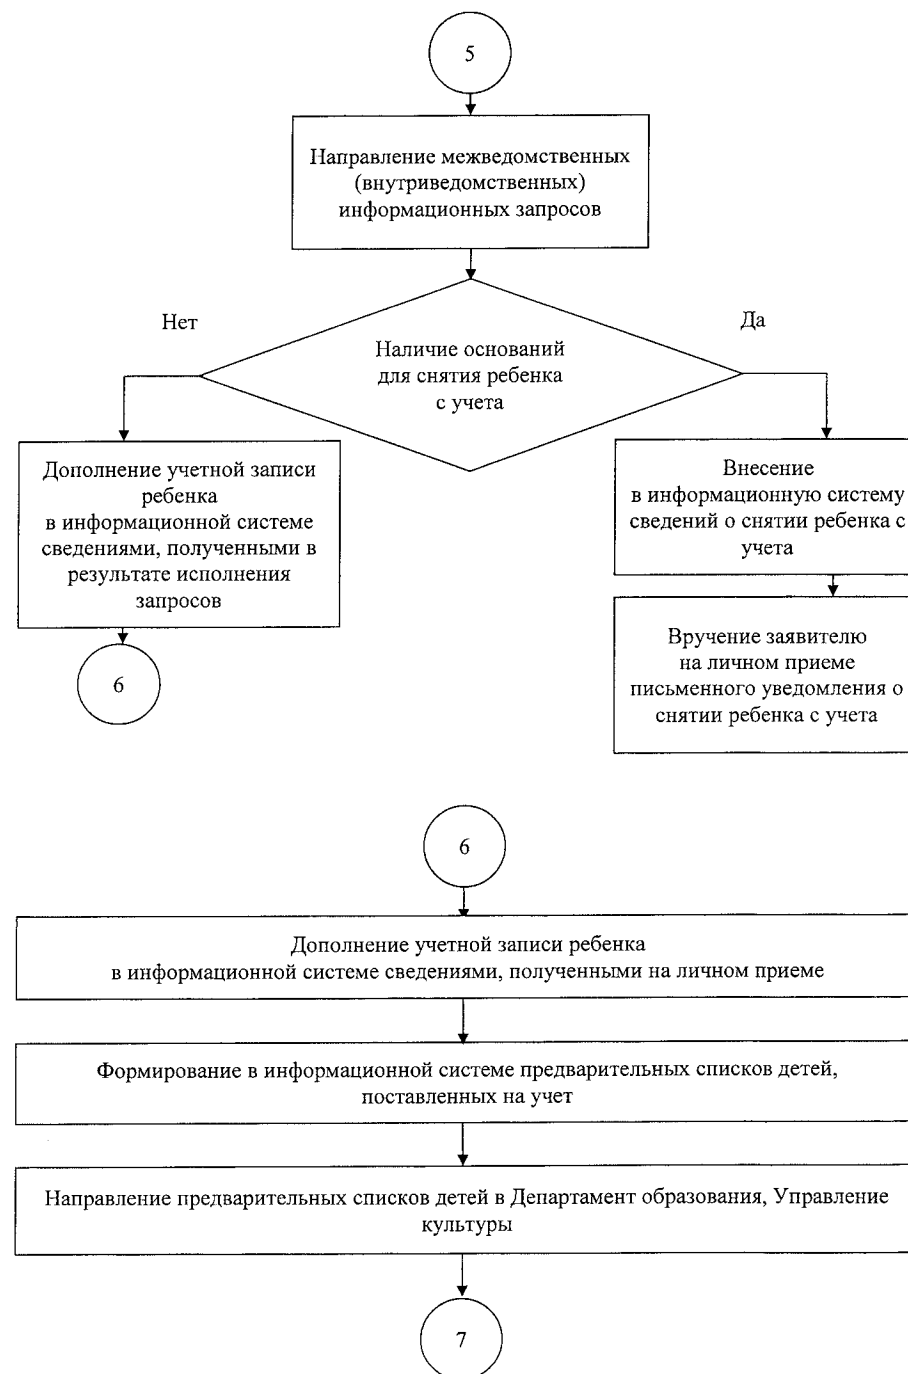 5
Направление межведомственных
(внутриведомственных)
информационных запросов
Нет
Да
Наличие оснований
для снятия ребенка
с учета
Дополнение учетной записи
ребенка
в информационной системе
сведениями, полученными в
результате исполнения
запросов
Внесение
в информационную систему
сведений о снятии ребенка с
учета
Вручение заявителю
на личном приеме
письменного уведомления о
снятии ребенка с учета
6
6
Дополнение учетной записи ребенка
в информационной системе сведениями, полученными на личном приеме
Формирование в информационной системе предварительных списков детей,
поставленных на учет
Направление предварительных списков детей в Департамент образования, Управление
культуры
7